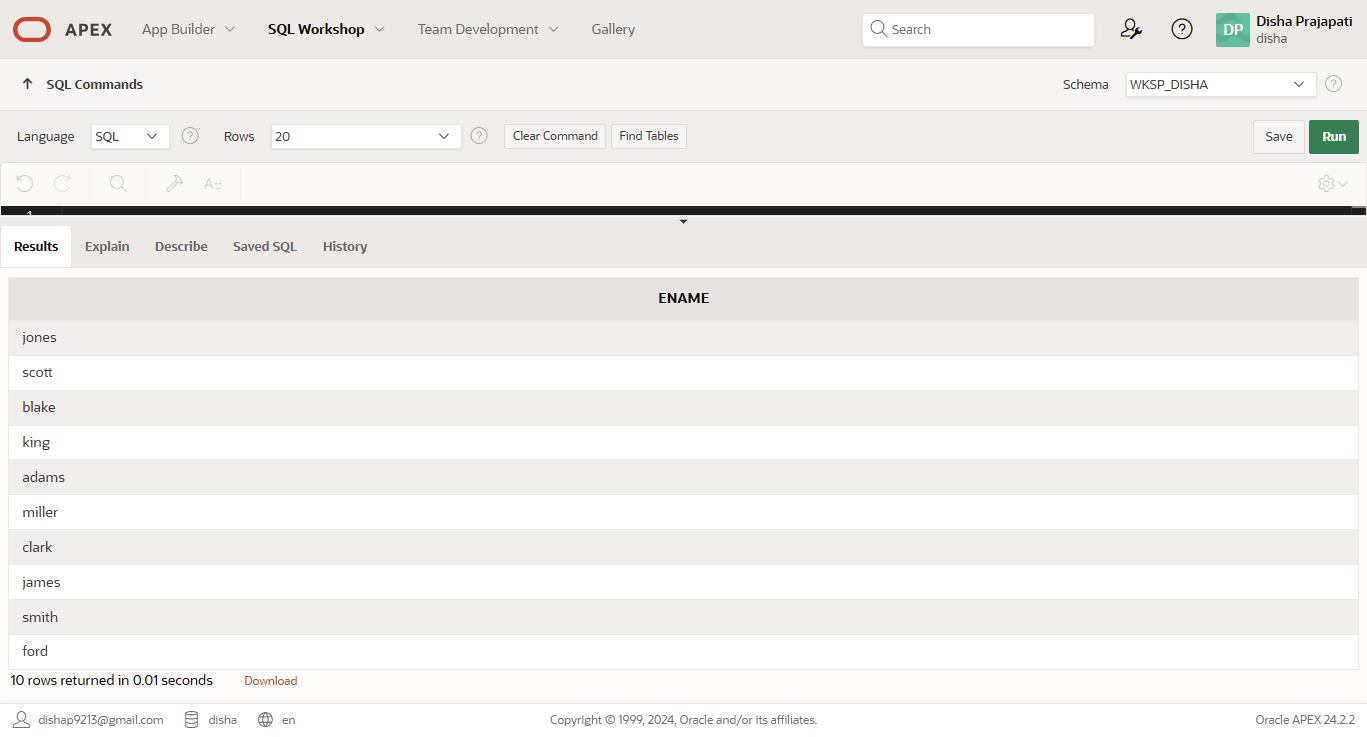 APEX App Builder SQL Workshop Team Development Gallery Search DP Disha Prajapati
disha
SQL Commands Schema WKSP_DISHA ?
Language SQL ? Rows 20 ? Clear Command Find Tables Save Run
A::
1
Results Explain Describe Saved SQL History
ENAME
jones
scott
blake
king
adams
miller
clark
james
smith
ford
10 rows returned in 0.01 seconds Download
dishap9213@gmail.com disha en Copyright © 1999, 2024, Oracle and/or its affiliates. Oracle APEX 24.2.2